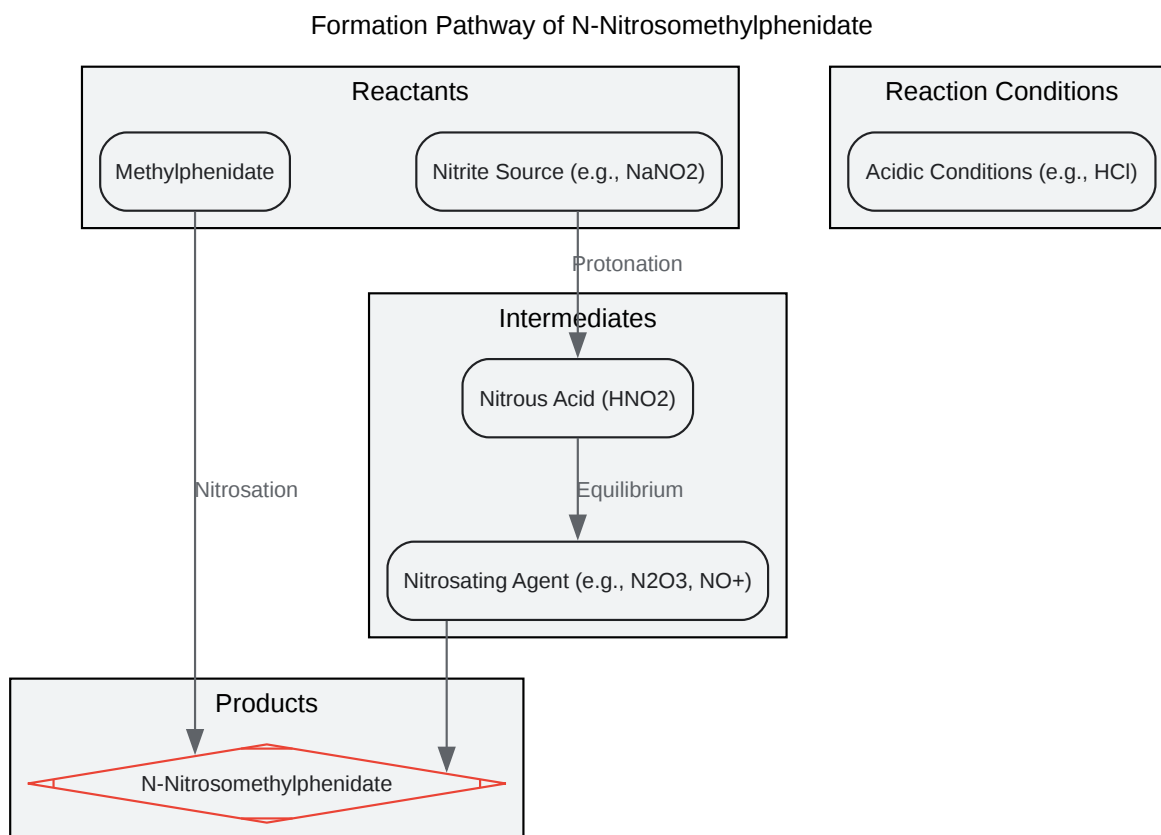 Formation Pathway of N-Nitrosomethylphenidate
Reactants
Reaction Conditions
Methylphenidate
Nitrite Source (e.g., NaNO2)
Acidic Conditions (e.g., HCl)
Protonation
Intermediates
Nitrous Acid (HNO2)
Nitrosation
Equilibrium
Nitrosating Agent (e.g., N2O3, NO+)
Products
N-Nitrosomethylphenidate